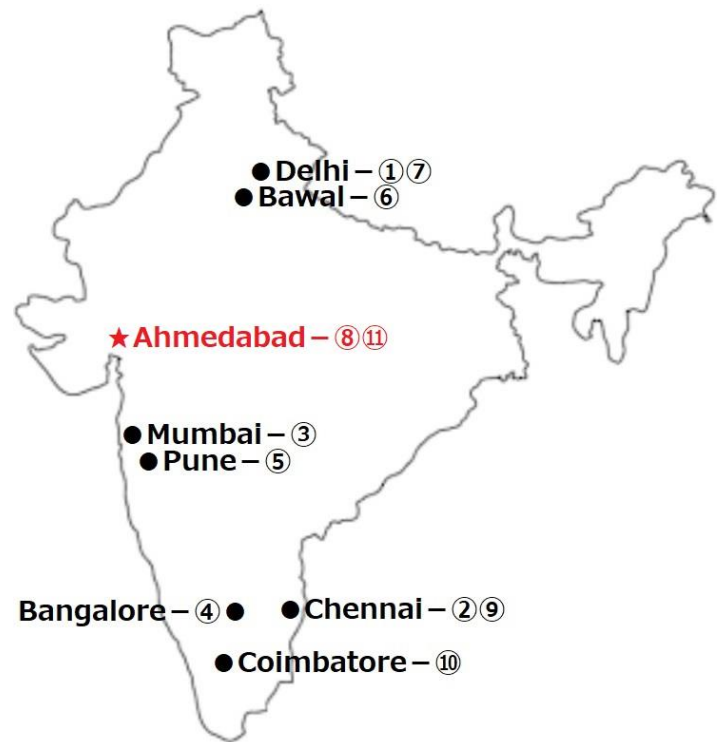 Delhi – ①⑦
Bawal – ⑥
Ahmedabad – ⑧⑪
Mumbai – ③
Pune – ⑤
Bangalore – ④
Chennai – ②⑨
Coimbatore – ⑩